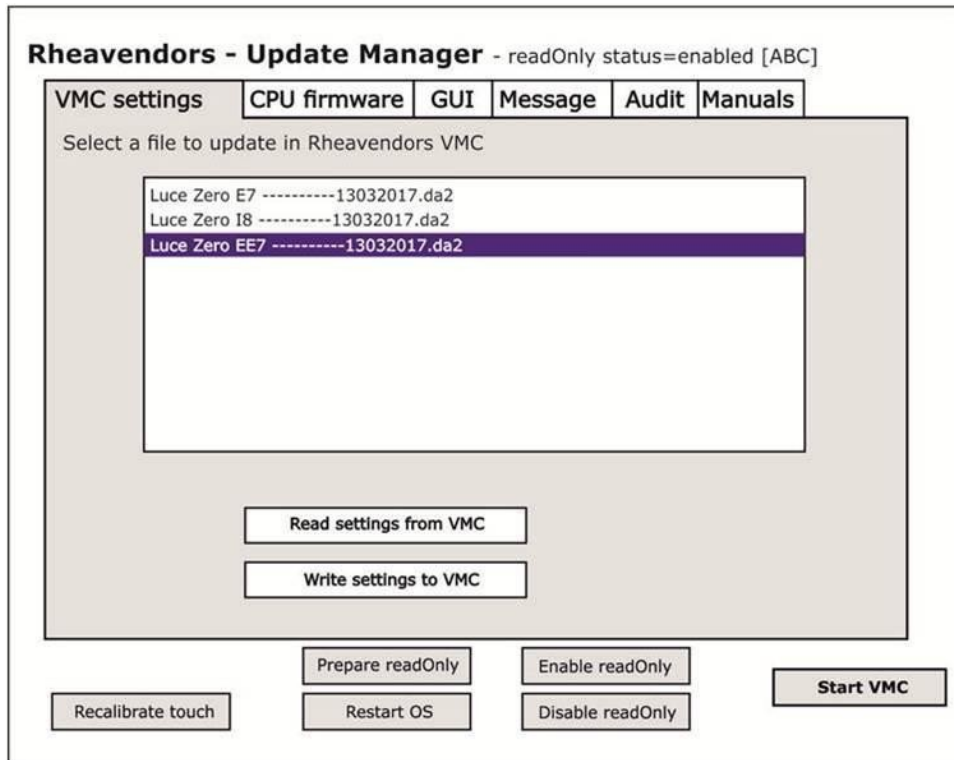 Rheavendors - Update Manager - readOnly status=enabled [ABC]
VMC settings CPU firmware GUI Message Audit Manuals
Select a file to update in Rheavendors VMC
Luce Zero E7 ----------13032017.da2
Luce Zero I8 ----------13032017.da2
Luce Zero EE7 ----------13032017.da2
Read settings from VMC
Write settings to VMC
Prepare readOnly Enable readOnly
Start VMC
Recalibrate touch Restart OS Disable readOnly